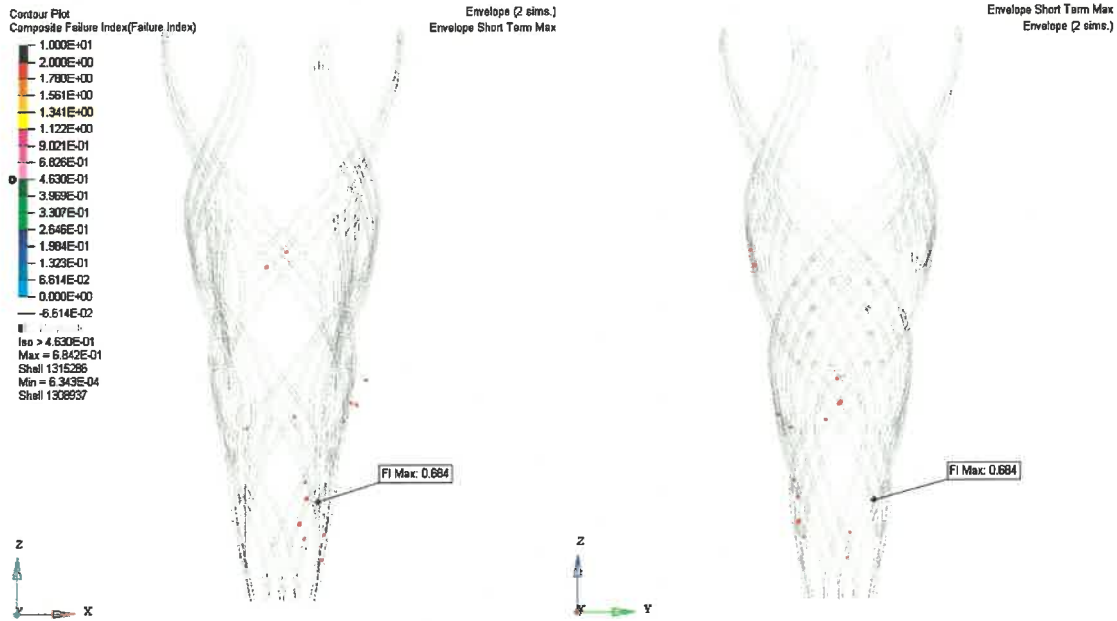 Contour Plot
Composite Failure Index(Failure Index)
1.000E+01
2.000E+00
1.780E+00
1.561E+00
1.341E+00
1.122E+00
9.021E-01
6.826E-01
4.630E-01
3.969E-01
3.307E-01
2.646E-01
1.984E-01
1.323E-01
6.614E-02
0.000E+00
-6.614E-02
Iso > 4.630E-01
Max = 6.842E-01
Shell 1315286
Min = 6.343E-04
Shell 1308937
Envelope (2 sims.)
Envelope Short Term Max
FI Max: 0.684
Z
X
Y
Envelope Short Term Max
Envelope (2 sims.)
FI Max: 0.684
Z
X
Y